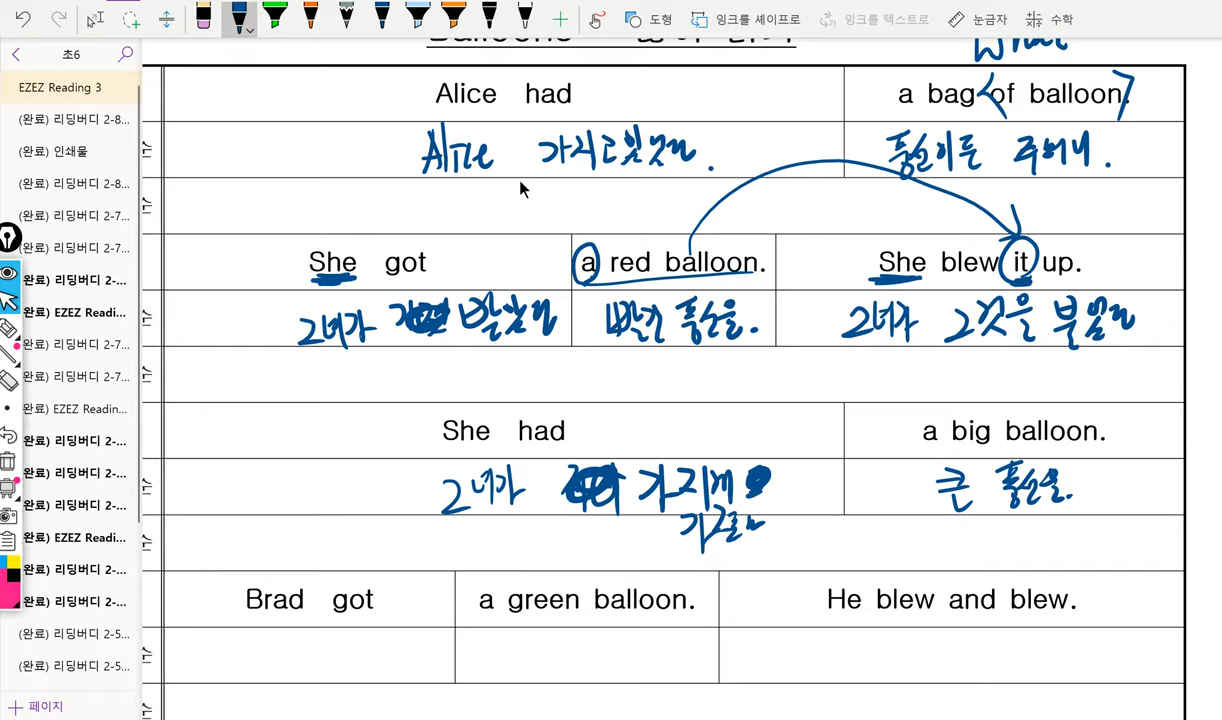 도형
잉크를 셰이프로
잉크를 텍스트로
눈금자
수학
초6
EZEZ Reading 3
(완료) 리딩버디 2-8...
(완료) 인쇄물
(완료) 리딩버디 2-8...
(완료) 리딩버디 2-7...
(완료) 리딩버디 2-7...
완료) 리딩버디 2-...
완료) EZEZ Readi...
완료) 리딩버디 2-7...
완료) 리딩버디 2-7...
완료) EZEZ Readin...
완료) 리딩버디 2-...
완료) 리딩버디 2-...
완료) 리딩버디 2-...
완료) EZEZ Readi...
완료) 리딩버디 2-...
완료) 리딩버디 2-...
(완료) 리딩버디 2-5...
(완료) 리딩버디 2-5...
페이지
What
Alice had a bag <of balloon.>
Alice 가지고있었다. 풍선이든 주머니.
She got a red balloon. She blew it up.
그녀가 받았다 빨간 풍선을. 그녀가 그것을 불었다
She had a big balloon.
그녀가 가지게 큰 풍선을.
Brad got a green balloon. He blew and blew.